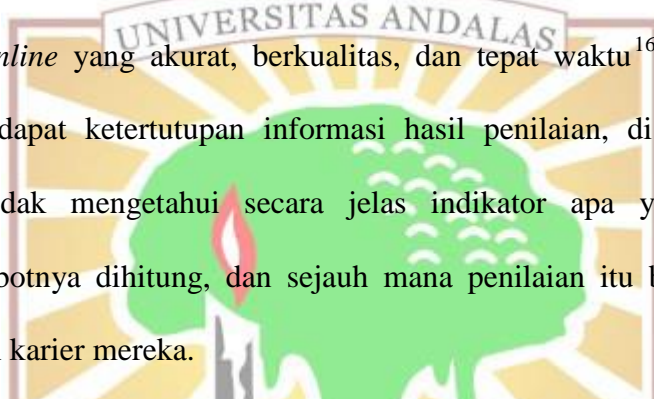 UNIVERSITAS ANDALAS
nline yang akurat, berkualitas, dan tepat waktu16
dapat ketertutupan informasi hasil penilaian, di
dak mengetahui secara jelas indikator apa y
potnya dihitung, dan sejauh mana penilaian itu b
karier mereka.